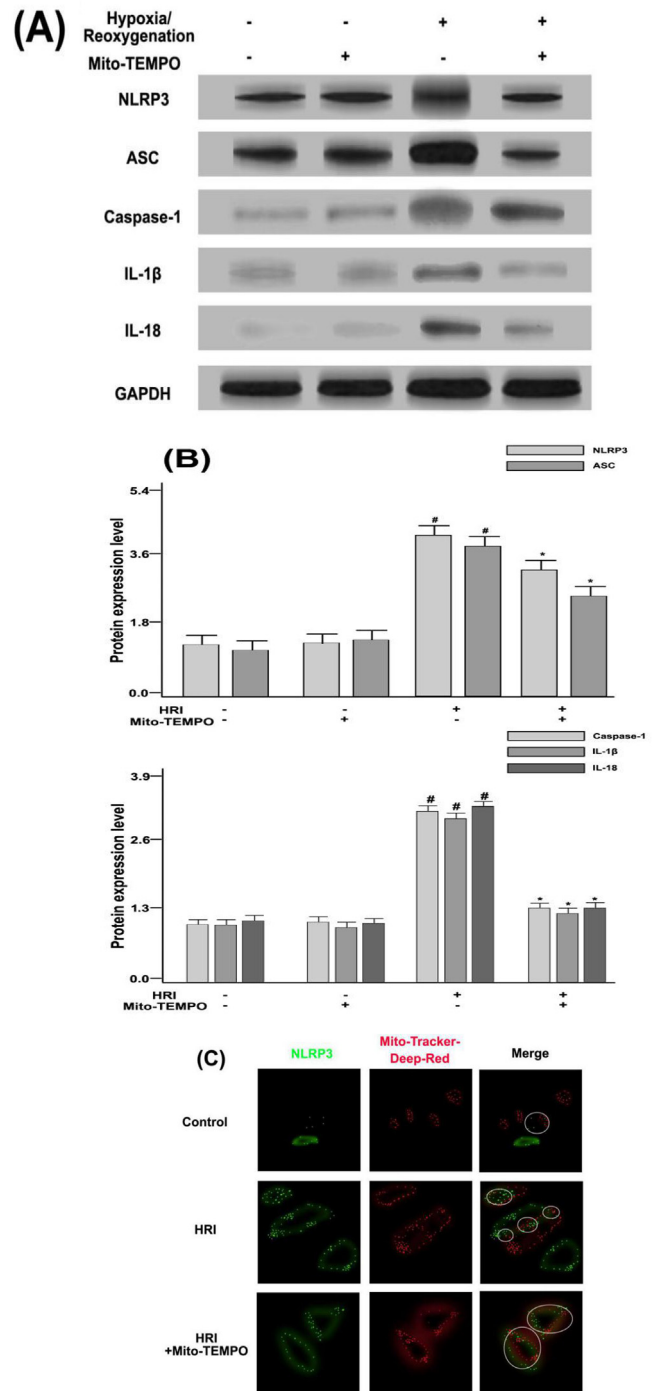 (A)
Hypoxia/ - - + +
Reoxygenation
Mito-TEMPO - + - +
NLRP3
ASC
Caspase-1
IL-1β
IL-18
GAPDH
(B)
NLRP3
ASC
Protein expression level
5.4
3.6
1.8
0.0
# # * *
HRI - - + +
Mito-TEMPO - + - +
Caspase-1
IL-1β
IL-18
Protein expression level
3.9
2.6
1.3
0.0
# # # * * *
HRI - - + +
Mito-TEMPO - + - +
(C)
NLRP3 Mito-Tracker- Merge
Deep-Red
Control
HRI
HRI
+Mito-TEMPO